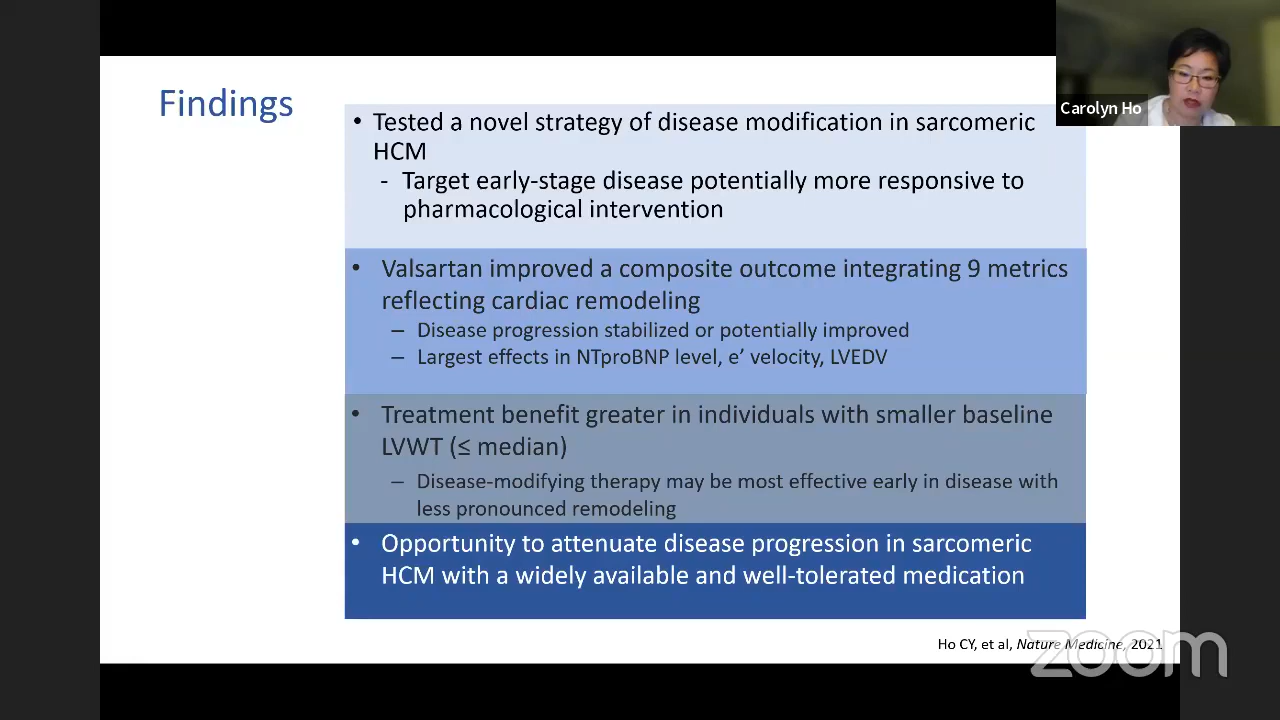 Findings
• Tested a novel strategy of disease modification in sarcomeric
HCM
- Target early-stage disease potentially more responsive to
pharmacological intervention
• Valsartan improved a composite outcome integrating 9 metrics
reflecting cardiac remodeling
– Disease progression stabilized or potentially improved
– Largest effects in NTproBNP level, e’ velocity, LVEDV
• Treatment benefit greater in individuals with smaller baseline
LVWT (≤ median)
– Disease-modifying therapy may be most effective early in disease with
less pronounced remodeling
• Opportunity to attenuate disease progression in sarcomeric
HCM with a widely available and well-tolerated medication
Ho CY, et al, Nature Medicine, 2021
Carolyn Ho
zoom